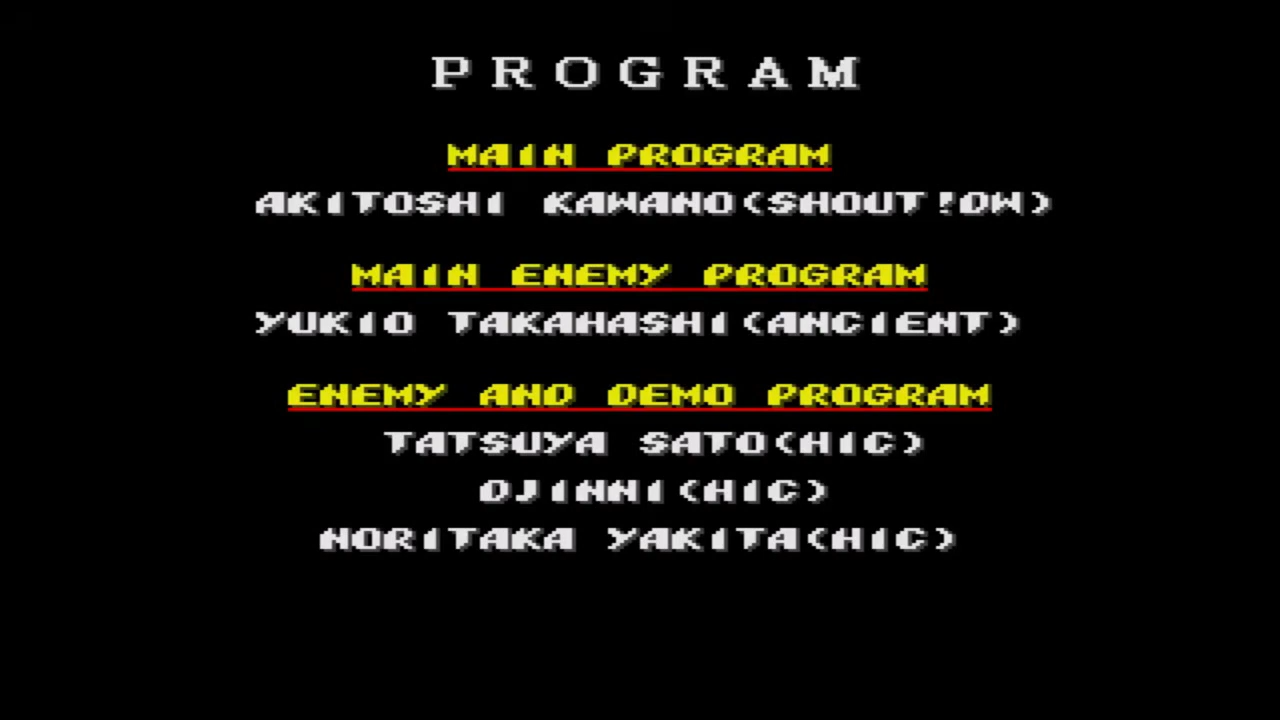 PROGRAM
MAIN PROGRAM
AKITOSHI KAWANO(SHOUT!DW)
MAIN ENEMY PROGRAM
YUKIO TAKAHASHI(ANCIENT)
ENEMY AND DEMO PROGRAM
TATSUYA SATO(HIC)
DJINNI(HIC)
NORITAKA YAKITA(HIC)